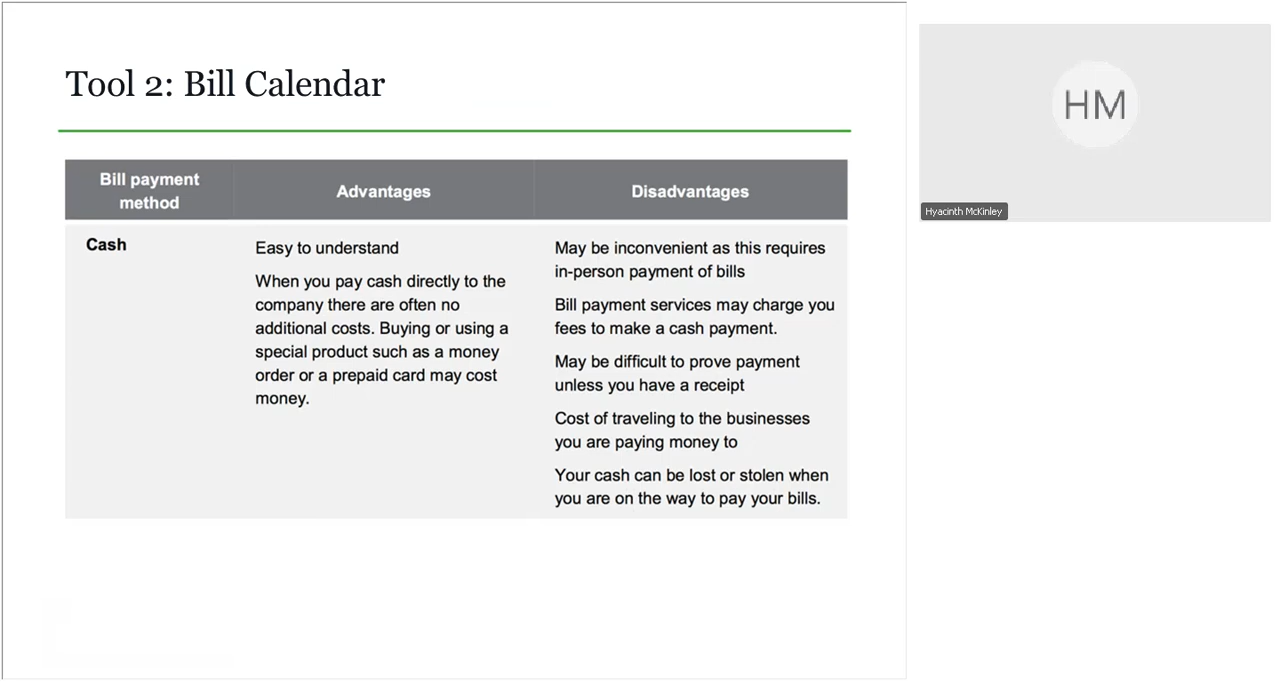 Tool 2: Bill Calendar
Bill payment
method
Advantages
Disadvantages
Cash
Easy to understand
When you pay cash directly to the
company there are often no
additional costs. Buying or using a
special product such as a money
order or a prepaid card may cost
money.
May be inconvenient as this requires
in-person payment of bills
Bill payment services may charge you
fees to make a cash payment.
May be difficult to prove payment
unless you have a receipt
Cost of traveling to the businesses
you are paying money to
Your cash can be lost or stolen when
you are on the way to pay your bills.
HM
Hyacinth McKinley